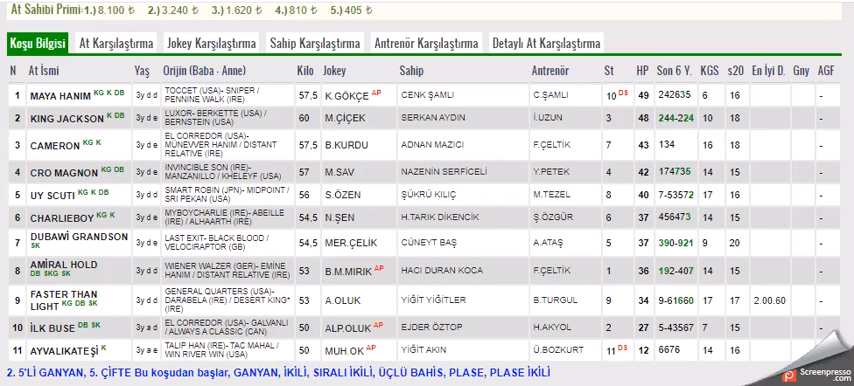 At Sahibi Primi: 1.) 8.100 ₺ 2.) 3.240 ₺ 3.) 1.620 ₺ 4.) 810 ₺ 5.) 405 ₺
Koşu Bilgisi At Karşılaştırma Jokey Karşılaştırma Sahip Karşılaştırma Antrenör Karşılaştırma Detaylı At Karşılaştırma
N At İsmi Yaş Orijin (Baba - Anne) Kilo Jokey Sahip Antrenör St HP Son 6 Y. KGS s20 En İyi D. Gny AGF
1 MAYA HANIM KG K DB 3y d d TOCCET (USA)- SNIPER / PENNINE WALK (IRE) 57,5 K.GÖKÇE AP CENK ŞAMLI C.ŞAMLI 10 DS 49 242635 6 16 -
2 KING JACKSON KG K DB 3y d e LUXOR- BERKETTE (USA) / BERNSTEIN (USA) 60 M.ÇİÇEK SERKAN AYDIN İ.UZUN 3 48 244-224 10 18 -
3 CAMERON KG K 3y d e EL CORREDOR (USA)- MÜNEVVER HANIM / DISTANT RELATIVE (IRE) 57,5 B.KURDU ADNAN MAZICI F.ÇELTİK 7 43 134 16 18 -
4 CRO MAGNON KG DB 3y d e INVINCIBLE SON (IRE)- MANZANILLO / KHELEYF (USA) 57 M.SAV NAZENİN SERFİCELİ Y.PETEK 4 42 174735 14 15 -
5 UY SCUTI K DB 3y d d SMART ROBIN (JPN)- MIDPOINT / SRI PEKAN (USA) 56 S.ÖZEN ŞÜKRÜ KILIÇ M.TEZEL 8 40 7-53572 17 16 -
6 CHARLIEBOY KG K 3y d e MYBOYCHARLIE (IRE)- ABEILLE (IRE) / ALHAARTH (IRE) 54,5 N.ŞEN H.TARIK DİKENCİK Ş.ÖZGÜR 6 37 456473 14 15 -
7 DUBAWİ GRANDSON SK 3y d e LAST EXIT- BLACK BLOOD / VELOCIRAPTOR (GB) 54,5 MER.ÇELİK CÜNEYT BAŞ A.ATAŞ 5 37 390-921 9 20 -
8 AMİRAL HOLD DB SKG SK 3y d e WIENER WALZER (GER)- EMİNE HANIM / DISTANT RELATIVE (IRE) 53 B.M.MIRIK AP HACI DURAN KOCA F.ÇELTİK 1 36 192-407 14 15 -
9 FASTER THAN LIGHT KG DB SK 3y d d GENERAL QUARTERS (USA)- DARABELA (IRE) / DESERT KING* (IRE) 53 A.OLUK YİĞİT YİĞİTLER B.TURGUL 9 34 9-61660 17 17 2.00.60 -
10 İLK BUSE DB SK 3y a d EL CORREDOR (USA)- GALVANLI / ALWAYS A CLASSIC (CAN) 50 ALP.OLUK AP EJDER ÖZTOP H.AKYOL 2 27 5-43567 7 15 -
11 AYVALIKATEŞİ K 3y a d TALIP HAN (IRE)- TAC MAHAL / WIN RIVER WIN (USA) 50 MUH.OK AP YİĞİT AKIN Ü.BOZKURT 11 DS 12 6676 14 16 -
2. 5'Lİ GANYAN, 5. ÇİFTE Bu koşudan başlar, GANYAN, İKİLİ, SIRALI İKİLİ, ÜÇLÜ BAHİS, PLASE, PLASE İKİLİ
Screenpresso.com